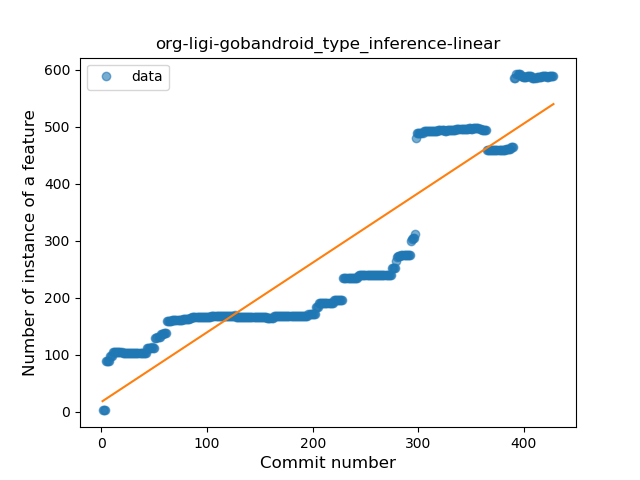 org-ligi-gobandroid_type_inference-linear
data
Number of instance of a feature
600
500
400
300
200
100
0
0 100 200 300 400
Commit number